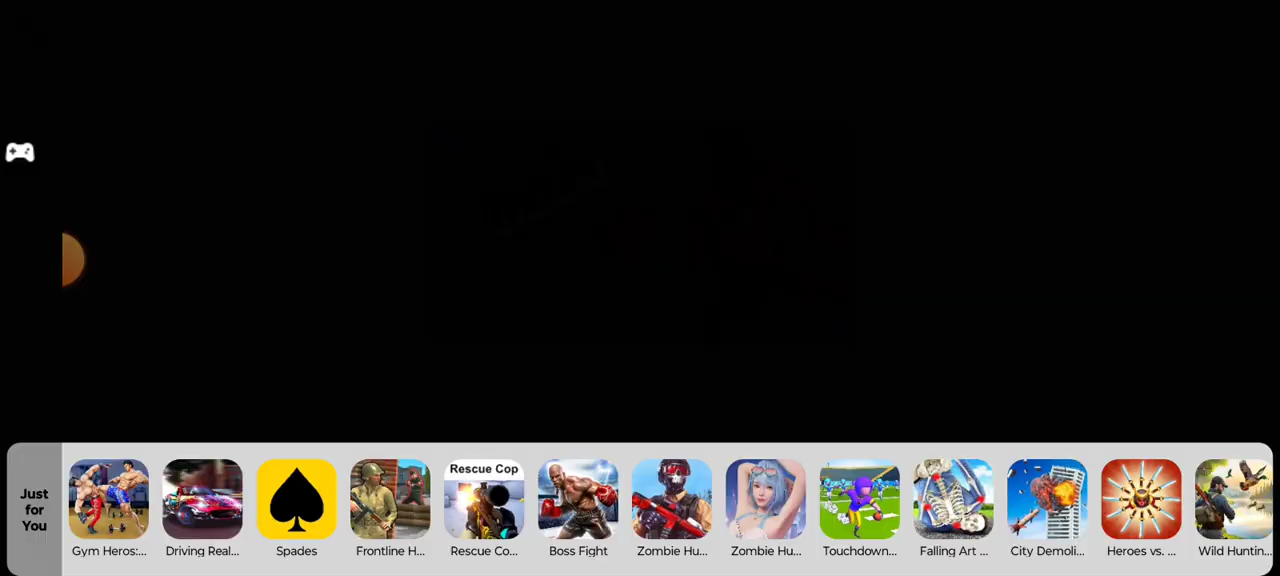 Just
for
You
Rescue Cop
Gym Heros:...
Driving Real...
Spades
Frontline H...
Rescue Co...
Boss Fight
Zombie Hu...
Zombie Hu...
Touchdown...
Falling Art ...
City Demoli...
Heroes vs. ...
Wild Huntin...